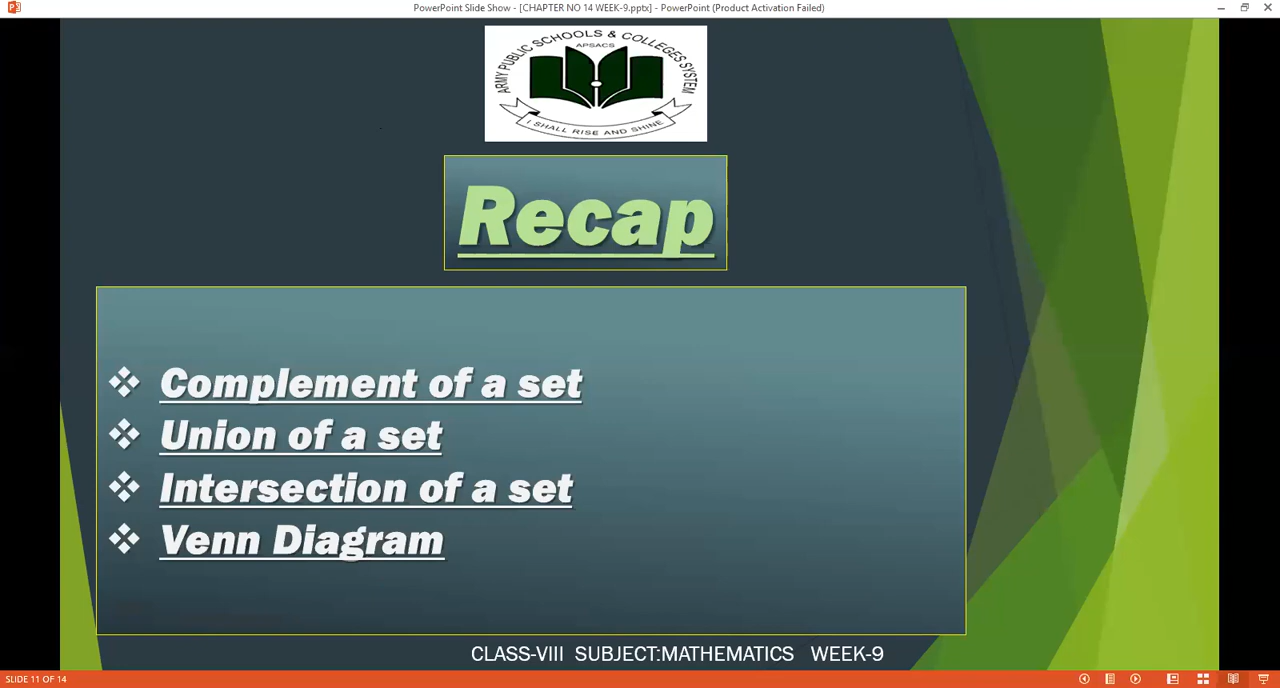 PowerPoint Slide Show - [CHAPTER NO 14 WEEK-9.pptx] - PowerPoint (Product Activation Failed)
ARMY PUBLIC SCHOOLS & COLLEGES SYSTEM
APSACS
I SHALL RISE AND SHINE
Recap
Complement of a set
Union of a set
Intersection of a set
Venn Diagram
CLASS-VIII SUBJECT:MATHEMATICS WEEK-9
SLIDE 11 OF 14